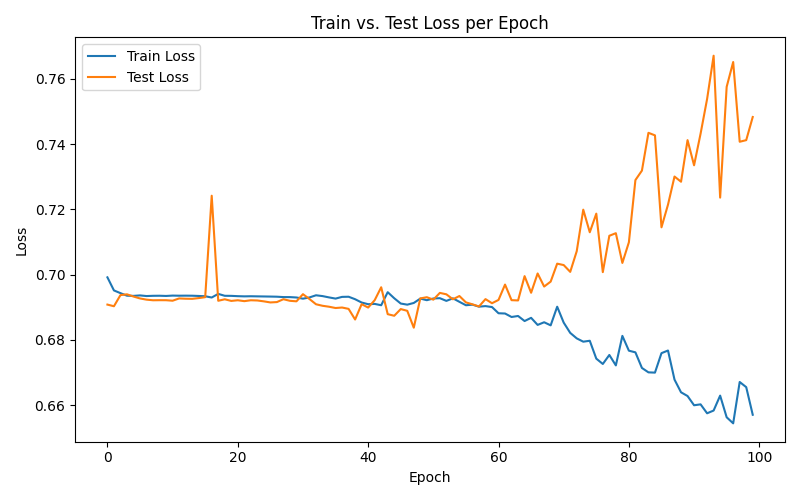 Train vs. Test Loss per Epoch
Train Loss
Test Loss
0.76
0.74
0.72
0.70
0.68
0.66
Loss
0 20 40 60 80 100
Epoch